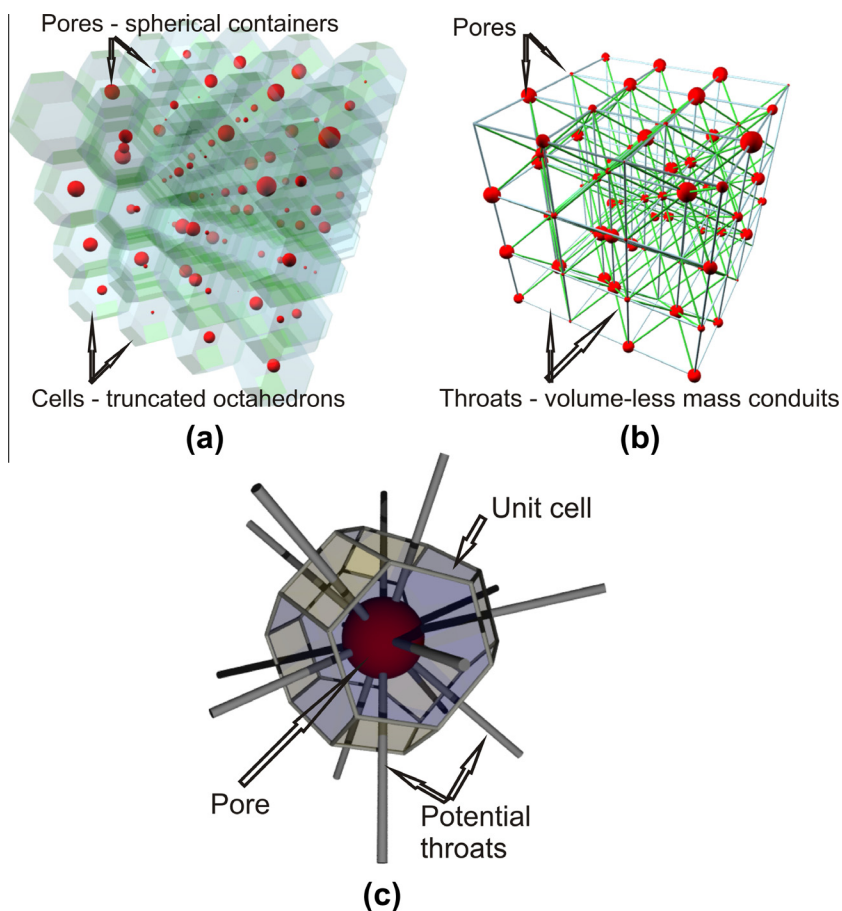 Pores - spherical containers
Cells - truncated octahedrons
(a)
Pores
Throats - volume-less mass conduits
(b)
Unit cell
Pore
Potential
throats
(c)